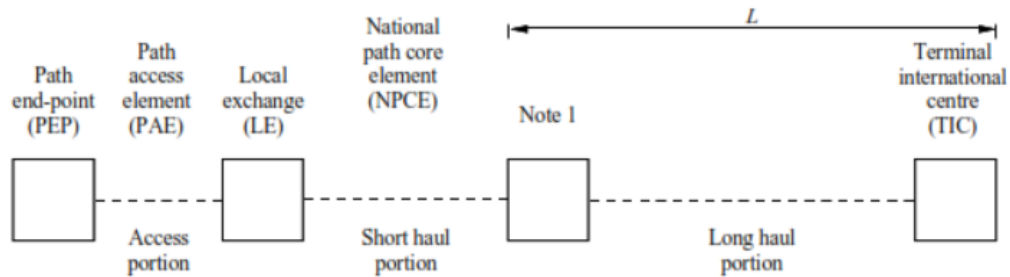 Path
end-point
(PEP)
Path
access
element
(PAE)
Local
exchange
(LE)
National
path core
element
(NPCE)
Note 1
L
Terminal
international
centre
(TIC)
Access
portion
Short haul
portion
Long haul
portion